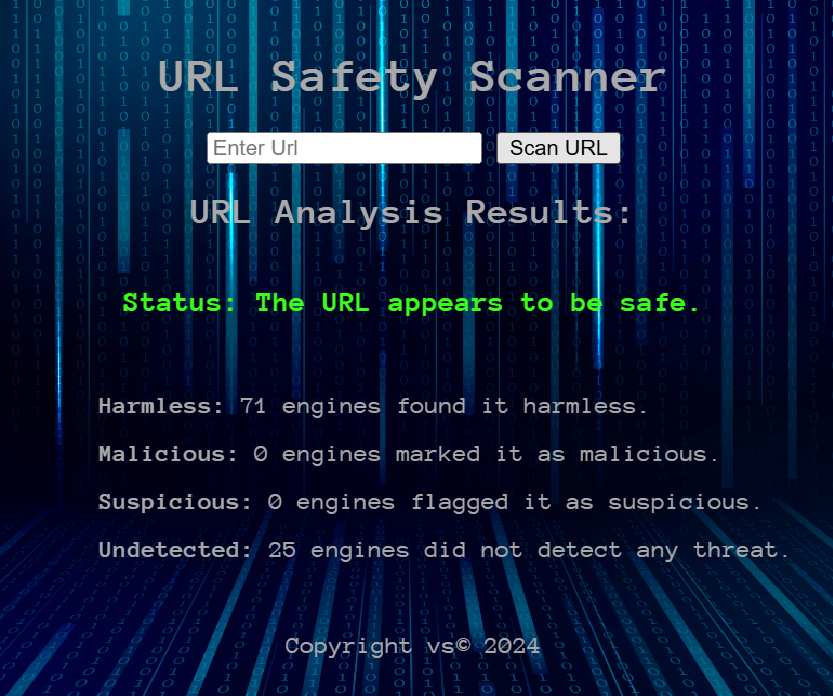 URL Safety Scanner
Enter Url Scan URL
URL Analysis Results:
Status: The URL appears to be safe.
Harmless: 71 engines found it harmless.
Malicious: 0 engines marked it as malicious.
Suspicious: 0 engines flagged it as suspicious.
Undetected: 25 engines did not detect any threat.
Copyright vs© 2024